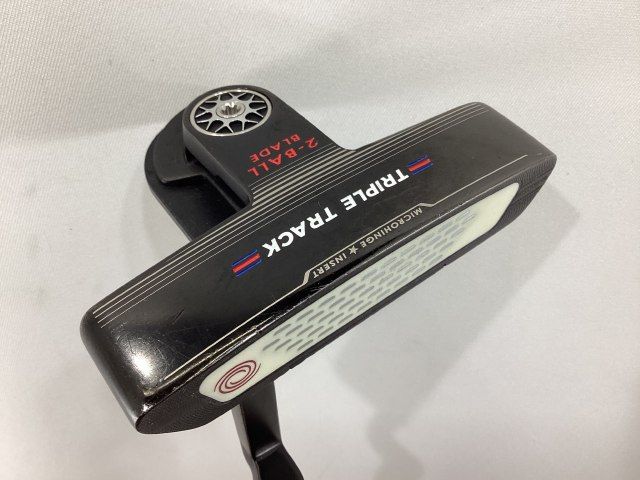 2-BALL
BLADE
TRIPLE TRACK
MICROHINGE ★ INSERT